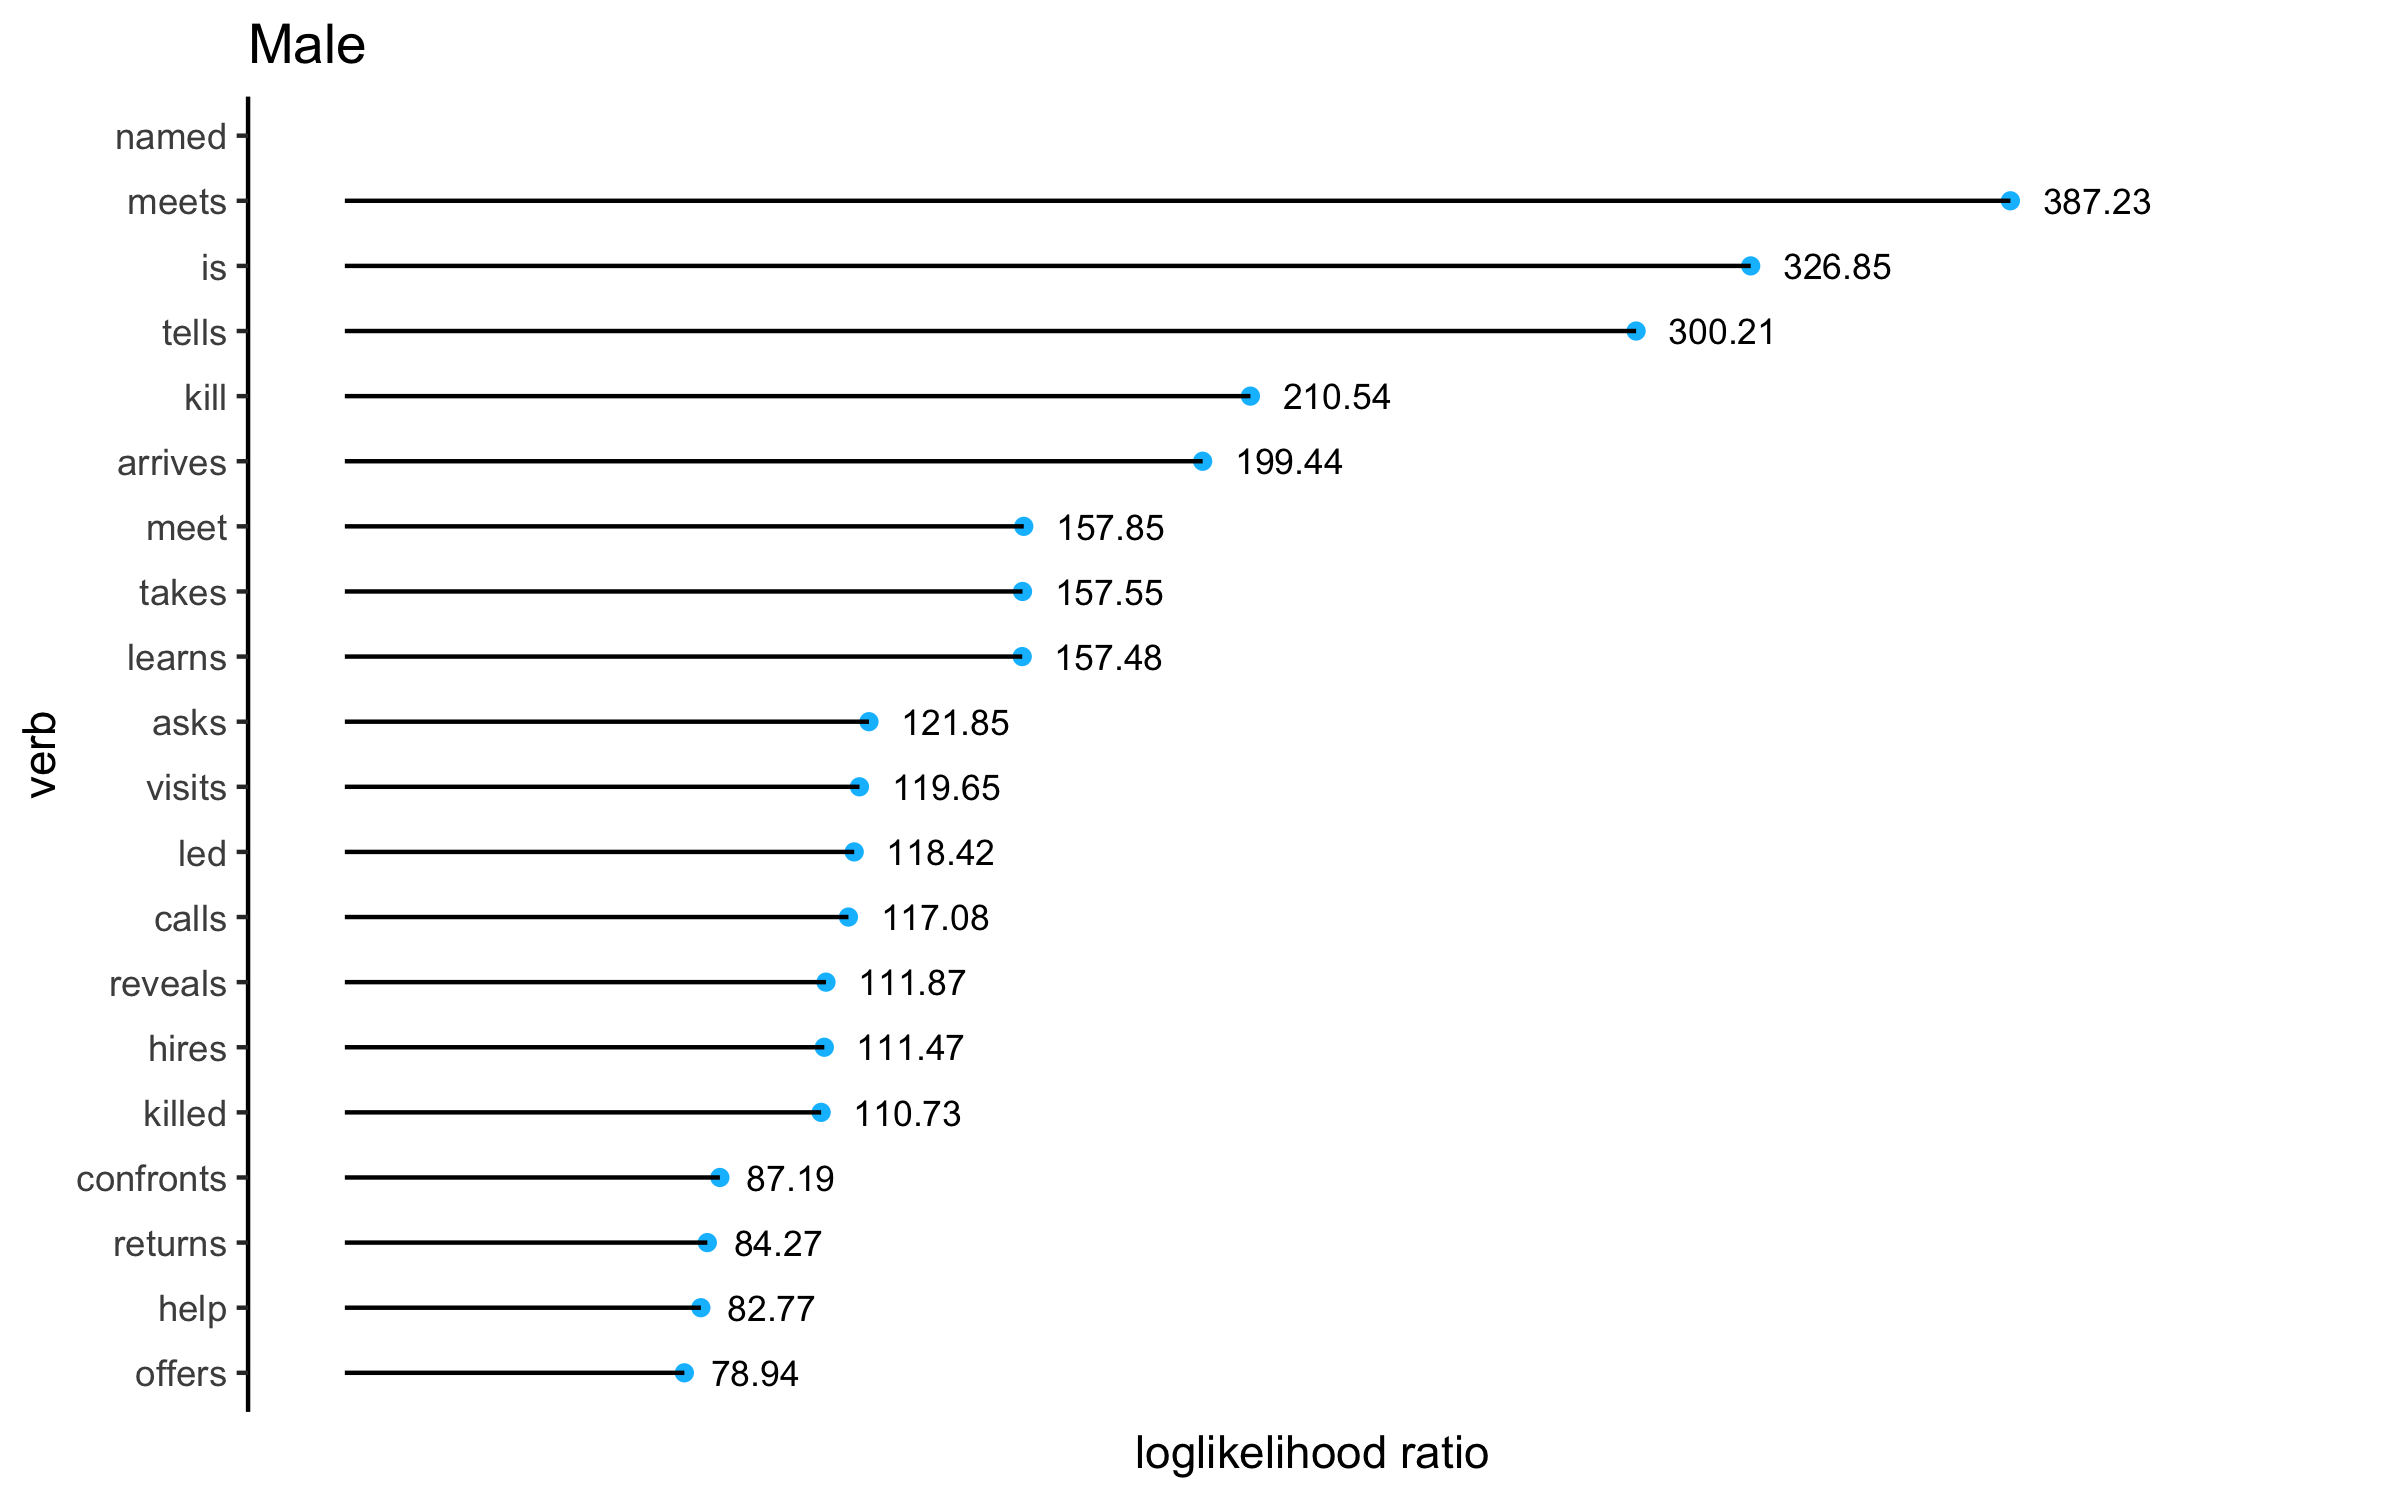 Male
named
meets 387.23
is 326.85
tells 300.21
kill 210.54
arrives 199.44
meet 157.85
takes 157.55
learns 157.48
asks 121.85
visits 119.65
led 118.42
calls 117.08
reveals 111.87
hires 111.47
killed 110.73
confronts 87.19
returns 84.27
help 82.77
offers 78.94
verb
loglikelihood ratio